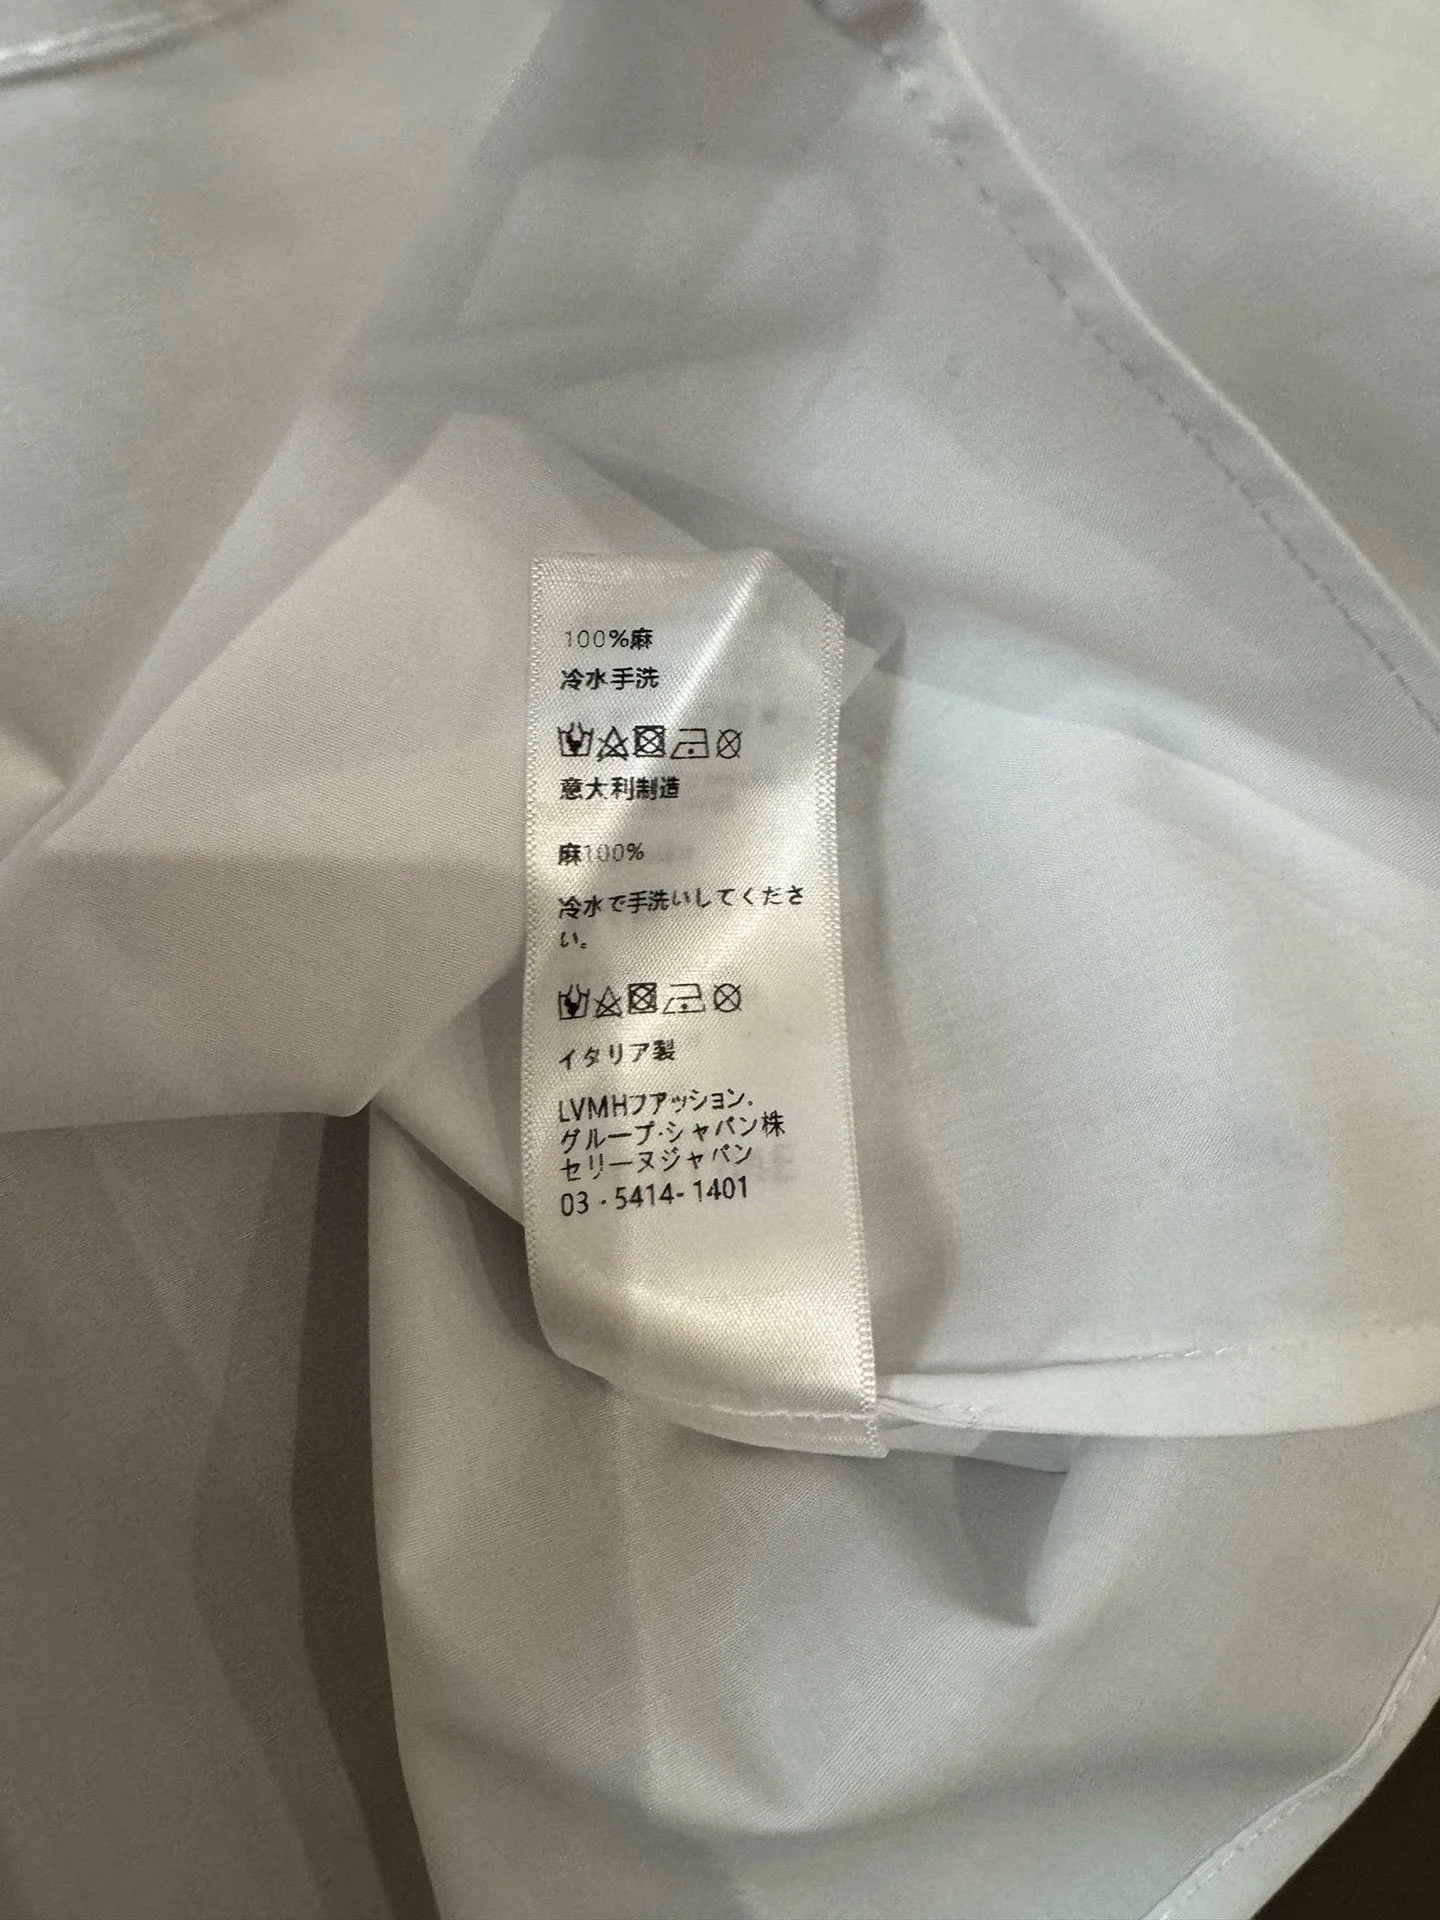 100%麻
冷水手洗
意大利制造
麻100%
冷水で手洗いしてくださ
い。
イタリア製
LVMHファッション.
グループ·ジャパン株
セリーヌジャパン
03 - 5414- 1401